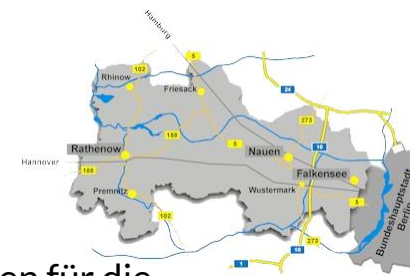 Hamburg
5
102
Rhinow
Friesack
24
273
188
Rathenow
5
10
Nauen
Hannover
188
Falkensee
Premnitz
Wustermark
5
102
Bundeshauptstadt
Berlin
273
10
1
en für die